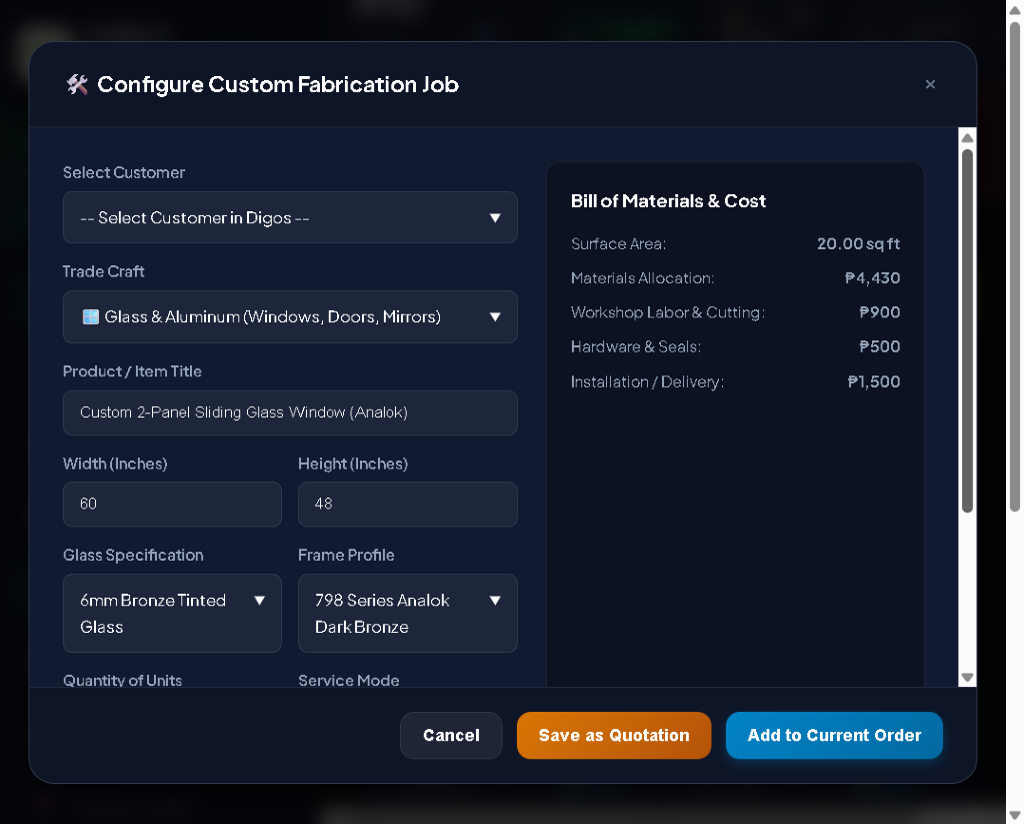 🛠️ Configure Custom Fabrication Job
×
Select Customer
-- Select Customer in Digos --
Trade Craft
🪟 Glass & Aluminum (Windows, Doors, Mirrors)
Product / Item Title
Custom 2-Panel Sliding Glass Window (Analok)
Width (Inches) Height (Inches)
60 48
Glass Specification Frame Profile
6mm Bronze Tinted Glass
798 Series Analok Dark Bronze
Quantity of Units Service Mode
Bill of Materials & Cost
Surface Area: 20.00 sq ft
Materials Allocation: ₱4,430
Workshop Labor & Cutting: ₱900
Hardware & Seals: ₱500
Installation / Delivery: ₱1,500
Cancel Save as Quotation Add to Current Order